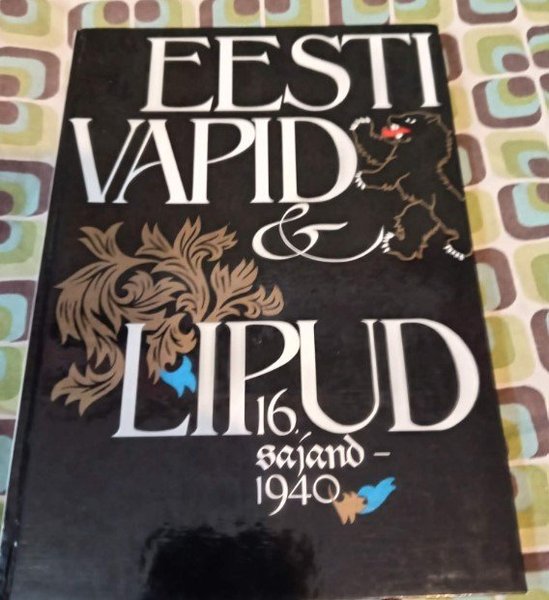 EESTI
VAPID
&
LIPUD
16.
sajand –
1940